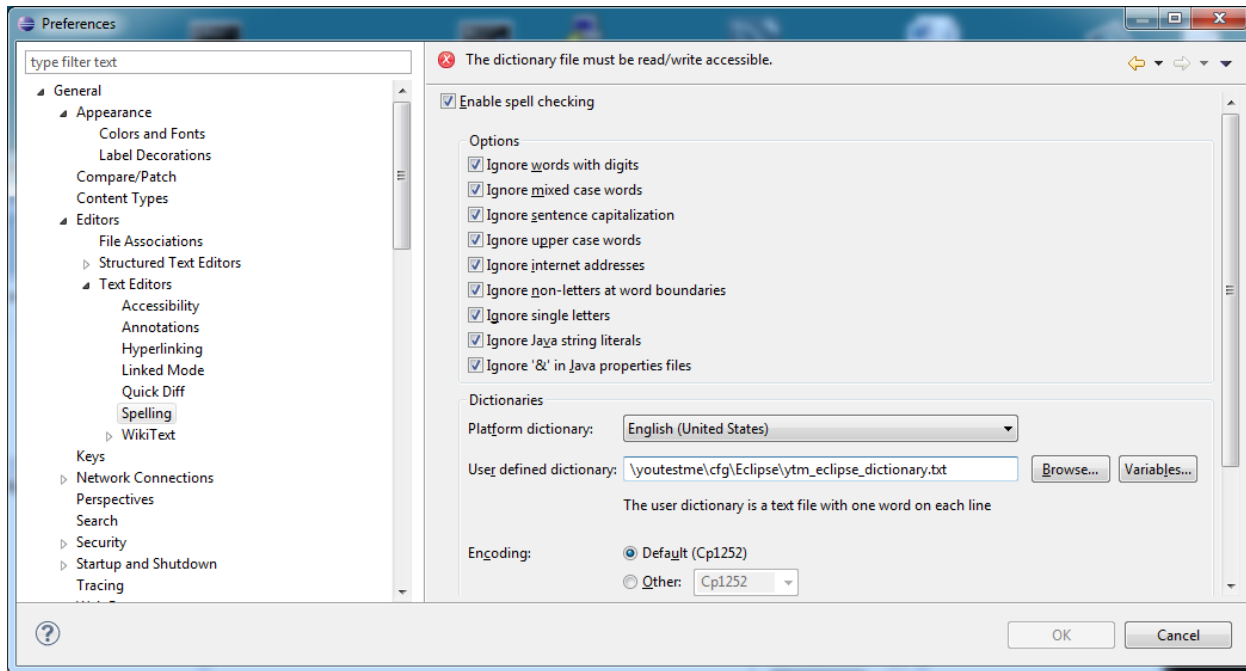 Preferences
type filter text
The dictionary file must be read/write accessible.
General
Appearance
Colors and Fonts
Label Decorations
Compare/Patch
Content Types
Editors
File Associations
Structured Text Editors
Text Editors
Accessibility
Annotations
Hyperlinking
Linked Mode
Quick Diff
Spelling
WikiText
Keys
Network Connections
Perspectives
Search
Security
Startup and Shutdown
Tracing
Enable spell checking
Options
Ignore words with digits
Ignore mixed case words
Ignore sentence capitalization
Ignore upper case words
Ignore internet addresses
Ignore non-letters at word boundaries
Ignore single letters
Ignore Java string literals
Ignore '&' in Java properties files
Dictionaries
Platform dictionary: English (United States)
User defined dictionary: \youtestme\cfg\Eclipse\ytm_eclipse_dictionary.txt Browse... Variables...
The user dictionary is a text file with one word on each line
Encoding: Default (Cp1252)
Other: Cp1252
? OK Cancel